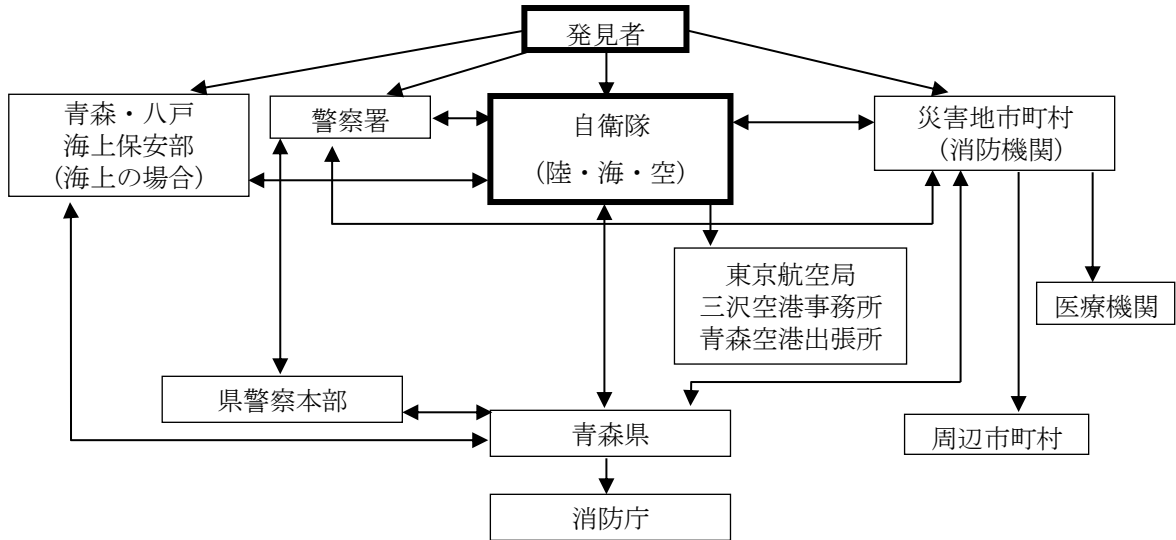 発見者
青森・八戸
海上保安部
(海上の場合)
警察署
自衛隊
(陸・海・空)
災害地市町村
(消防機関)
東京航空局
三沢空港事務所
青森空港出張所
医療機関
県警察本部
青森県
周辺市町村
消防庁